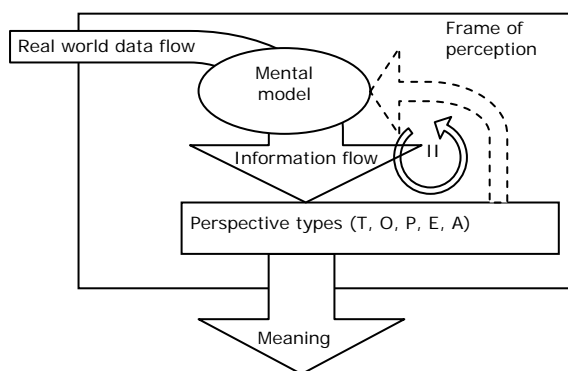 Real world data flow
Frame of
perception
Mental
model
Information flow
II
Perspective types (T, O, P, E, A)
Meaning